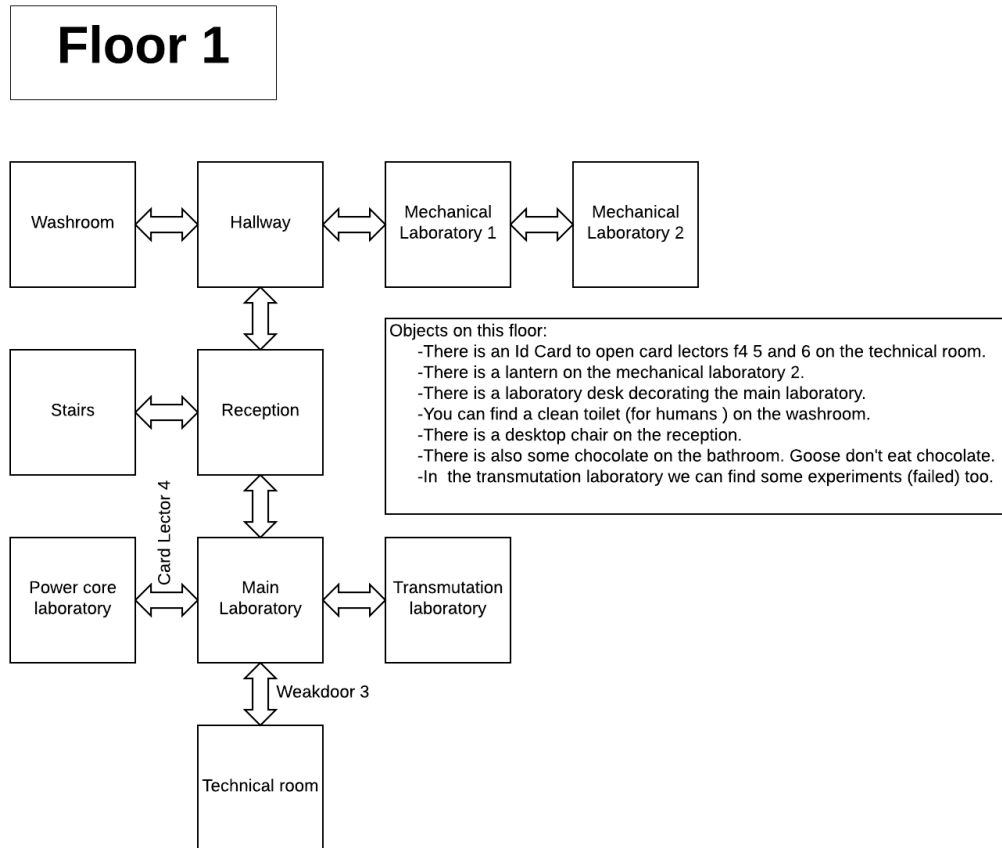 Floor 1
Washroom
Hallway
Mechanical
Laboratory 1
Mechanical
Laboratory 2
Objects on this floor:
-There is an Id Card to open card lectors f4 5 and 6 on the technical room.
-There is a lantern on the mechanical laboratory 2.
-There is a laboratory desk decorating the main laboratory.
-You can find a clean toilet (for humans ) on the washroom.
-There is a desktop chair on the reception.
-There is also some chocolate on the bathroom. Goose don't eat chocolate.
-In  the transmutation laboratory we can find some experiments (failed) too.
Stairs
Reception
Card Lector 4
Power core
laboratory
Main
Laboratory
Transmutation
laboratory
Weakdoor 3
Technical room